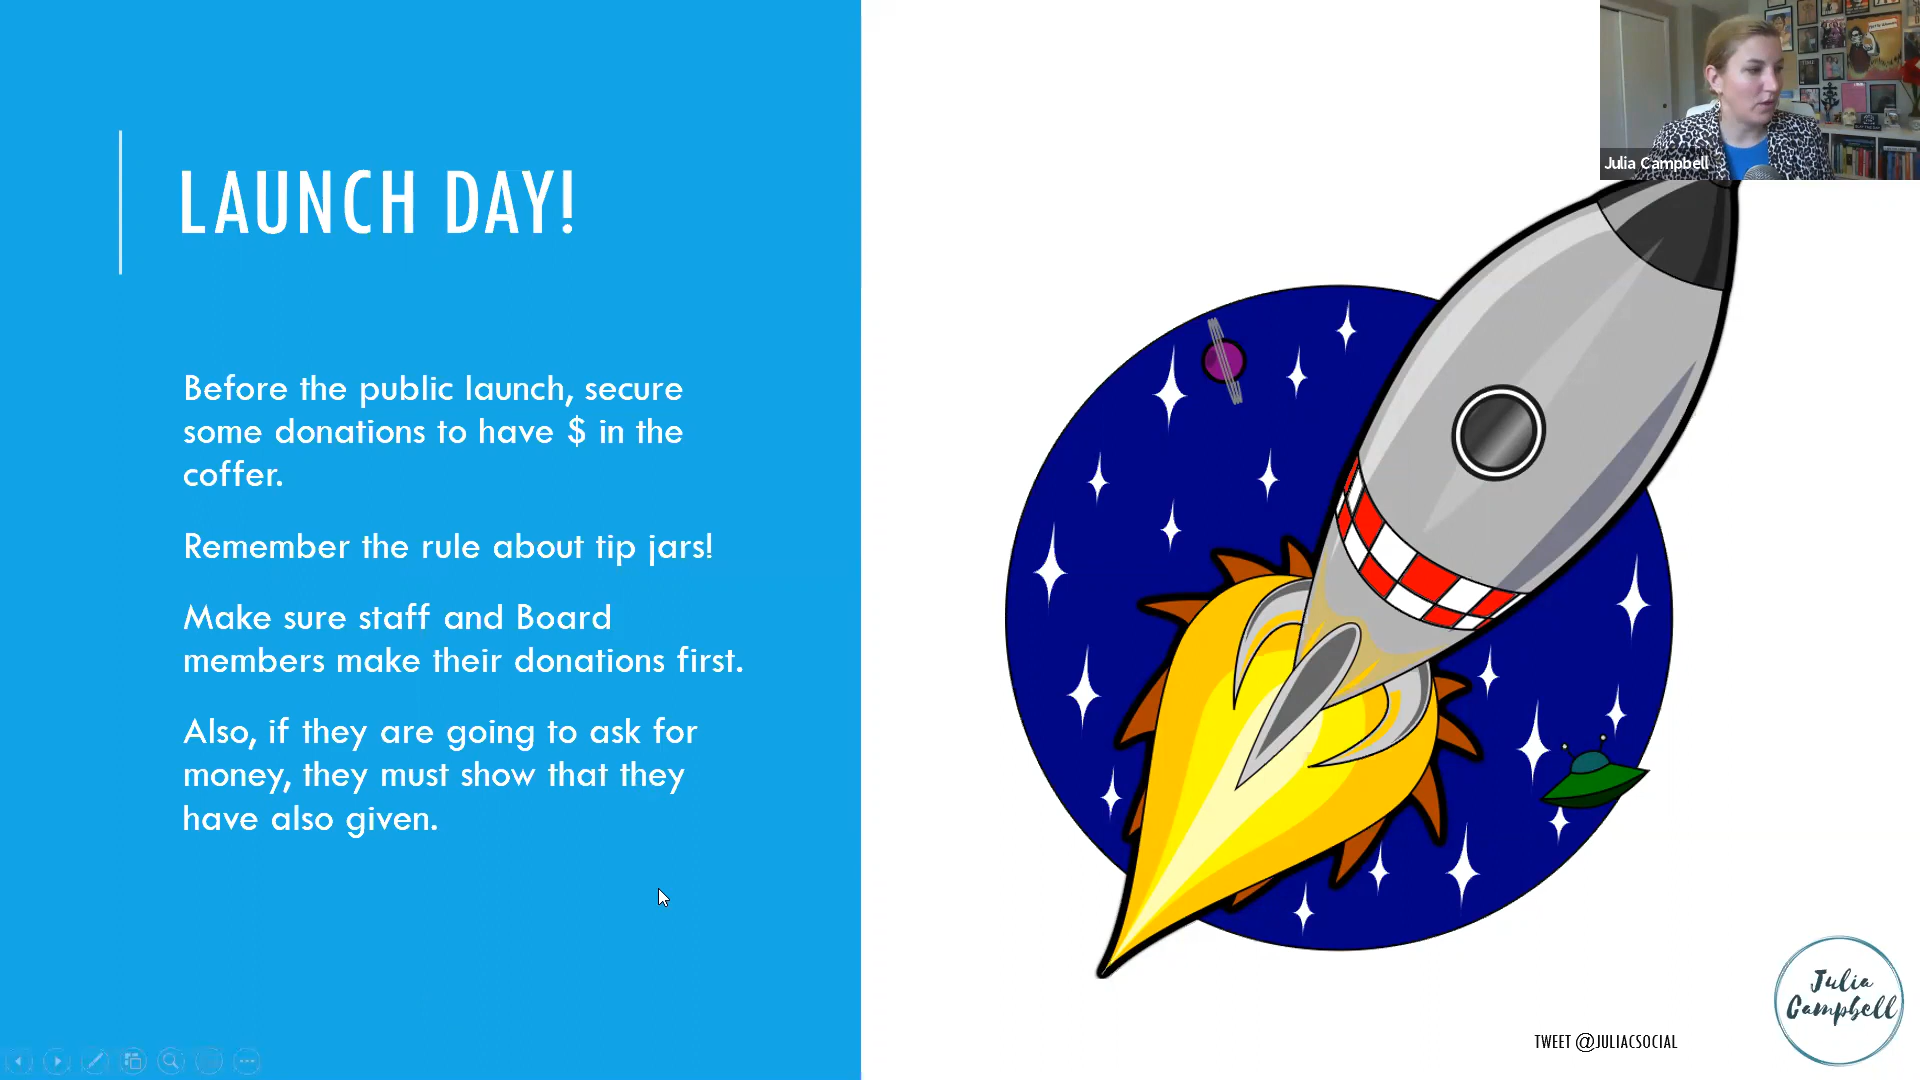 LAUNCH DAY!
Before the public launch, secure
some donations to have $ in the
coffer.
Remember the rule about tip jars!
Make sure staff and Board
members make their donations first.
Also, if they are going to ask for
money, they must show that they
have also given.
Julia Campbell
Julia
Campbell
TWEET @JULIACSOCIAL